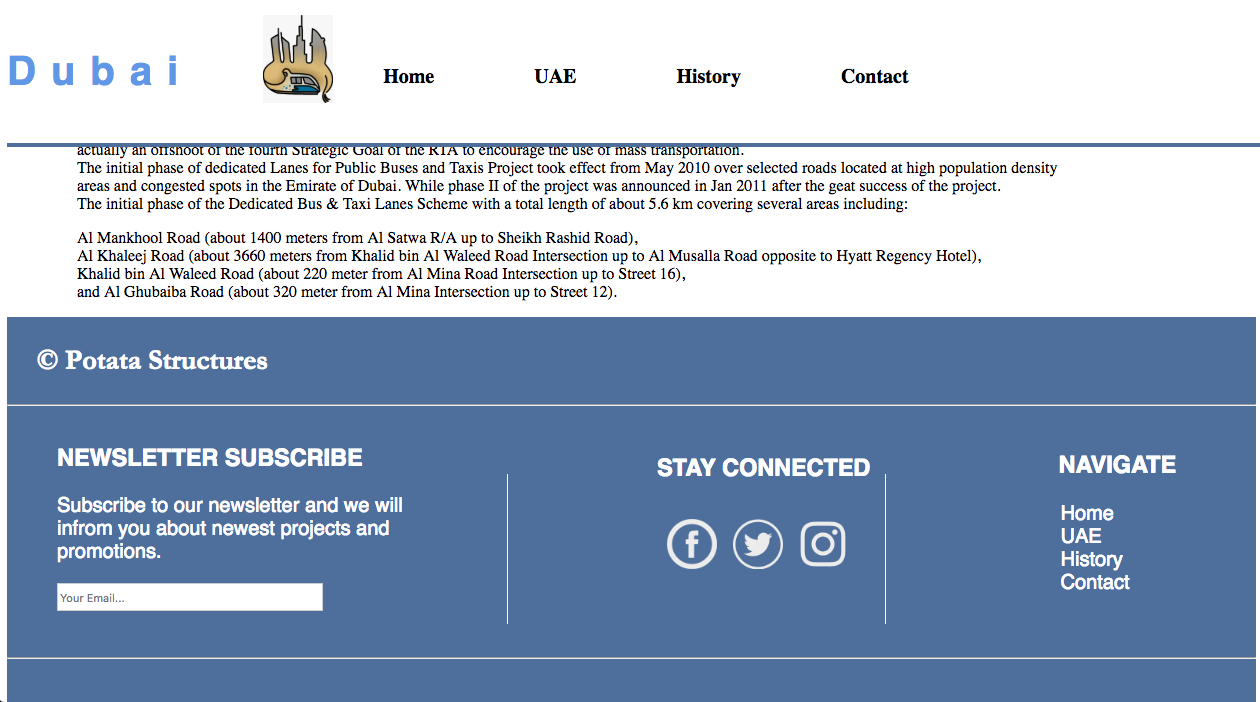 Dubai
Home UAE History Contact
actually an offshoot of the fourth Strategic Goal of the RTA to encourage the use of mass transportation.
The initial phase of dedicated Lanes for Public Buses and Taxis Project took effect from May 2010 over selected roads located at high population density
areas and congested spots in the Emirate of Dubai. While phase II of the project was announced in Jan 2011 after the geat success of the project.
The initial phase of the Dedicated Bus & Taxi Lanes Scheme with a total length of about 5.6 km covering several areas including:
Al Mankhool Road (about 1400 meters from Al Satwa R/A up to Sheikh Rashid Road),
Al Khaleej Road (about 3660 meters from Khalid bin Al Waleed Road Intersection up to Al Musalla Road opposite to Hyatt Regency Hotel),
Khalid bin Al Waleed Road (about 220 meter from Al Mina Road Intersection up to Street 16),
and Al Ghubaiba Road (about 320 meter from Al Mina Intersection up to Street 12).
© Potata Structures
NEWSLETTER SUBSCRIBE
Subscribe to our newsletter and we will
infrom you about newest projects and
promotions.
Your Email...
STAY CONNECTED
NAVIGATE
Home
UAE
History
Contact